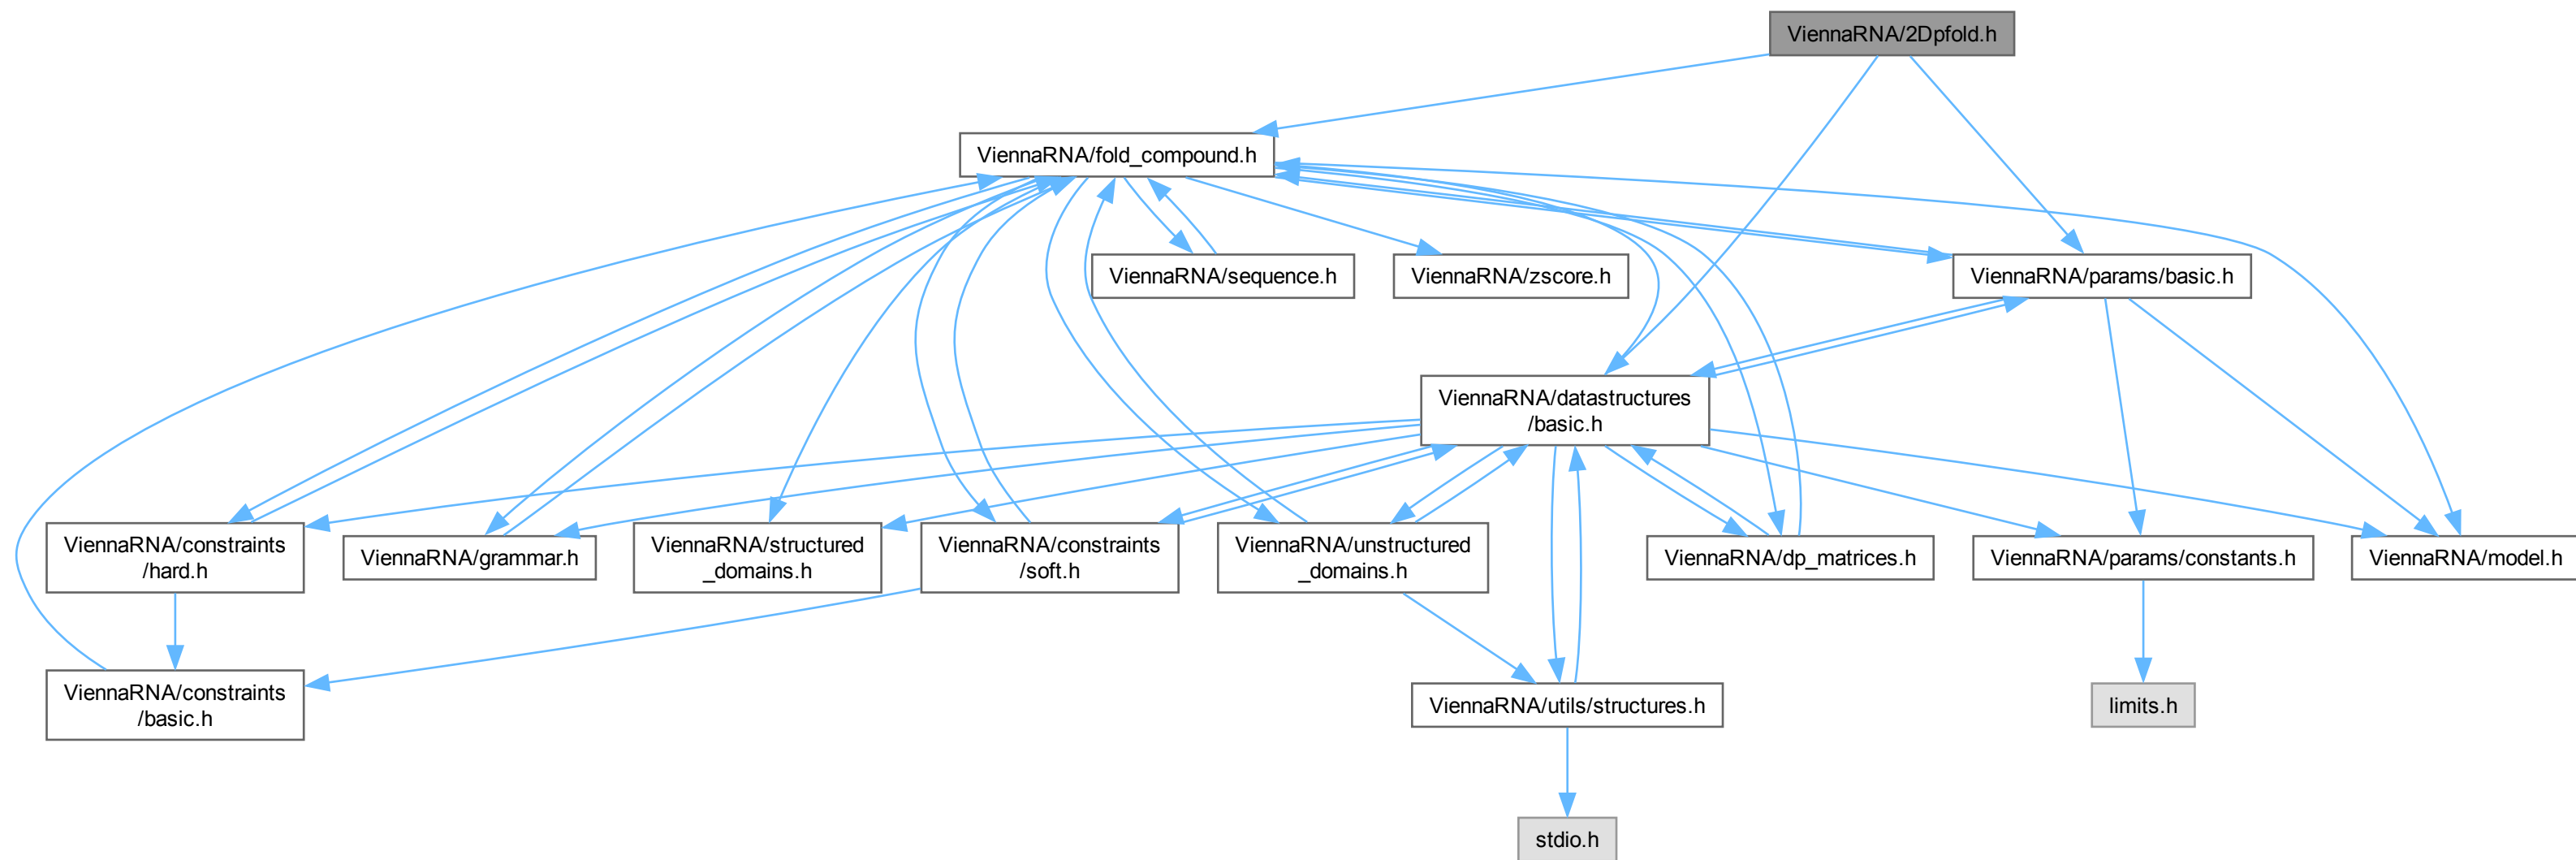 ViennaRNA/2Dpfold.h
ViennaRNA/fold_compound.h
ViennaRNA/sequence.h
ViennaRNA/zscore.h
ViennaRNA/params/basic.h
ViennaRNA/datastructures
/basic.h
ViennaRNA/constraints
/hard.h
ViennaRNA/grammar.h
ViennaRNA/structured
_domains.h
ViennaRNA/constraints
/soft.h
ViennaRNA/unstructured
_domains.h
ViennaRNA/dp_matrices.h
ViennaRNA/params/constants.h
ViennaRNA/model.h
ViennaRNA/constraints
/basic.h
ViennaRNA/utils/structures.h
limits.h
stdio.h